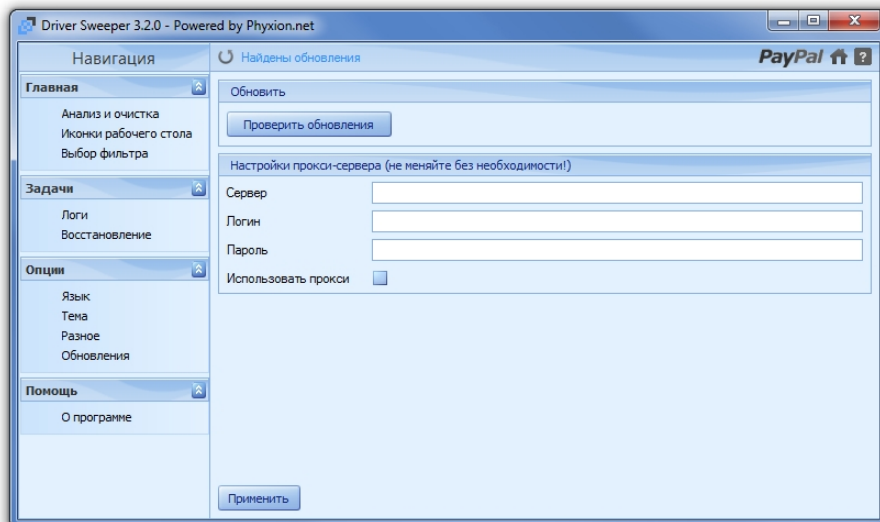 Driver Sweeper 3.2.0 - Powered by Phyxion.net
Навигация
Найдены обновления
PayPal
?
Главная
Анализ и очистка
Иконки рабочего стола
Выбор фильтра
Задачи
Логи
Восстановление
Опции
Язык
Тема
Разное
Обновления
Помощь
О программе
Обновить
Проверить обновления
Настройки прокси-сервера (не меняйте без необходимости!)
Сервер
Логин
Пароль
Использовать прокси
Применить